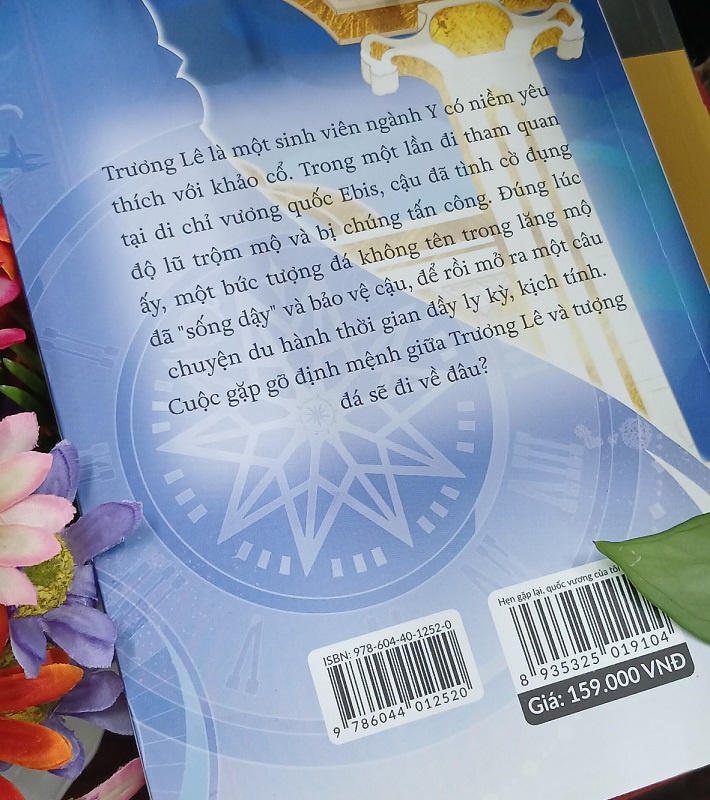 Trương Lê là một sinh viên ngành Y có niềm yêu
thích với khảo cổ. Trong một lần đi tham quan
tại di chỉ vương quốc Ebis, cậu đã tình cờ đụng
độ lũ trộm mộ và bị chúng tấn công. Đúng lúc
ấy, một bức tượng đá không tên trong lăng mộ
đã "sống dậy" và bảo vệ cậu, để rồi mở ra một câu
chuyện du hành thời gian đầy ly kỳ, kịch tính.
Cuộc gặp gỡ định mệnh giữa Trương Lê và tượng
đá sẽ đi về đâu?
ISBN: 978-604-40-1252-0
9 786044 012520
Hẹn gặp lại, quốc vương của tôi
8 935325 019104
Giá: 159.000 VNĐ